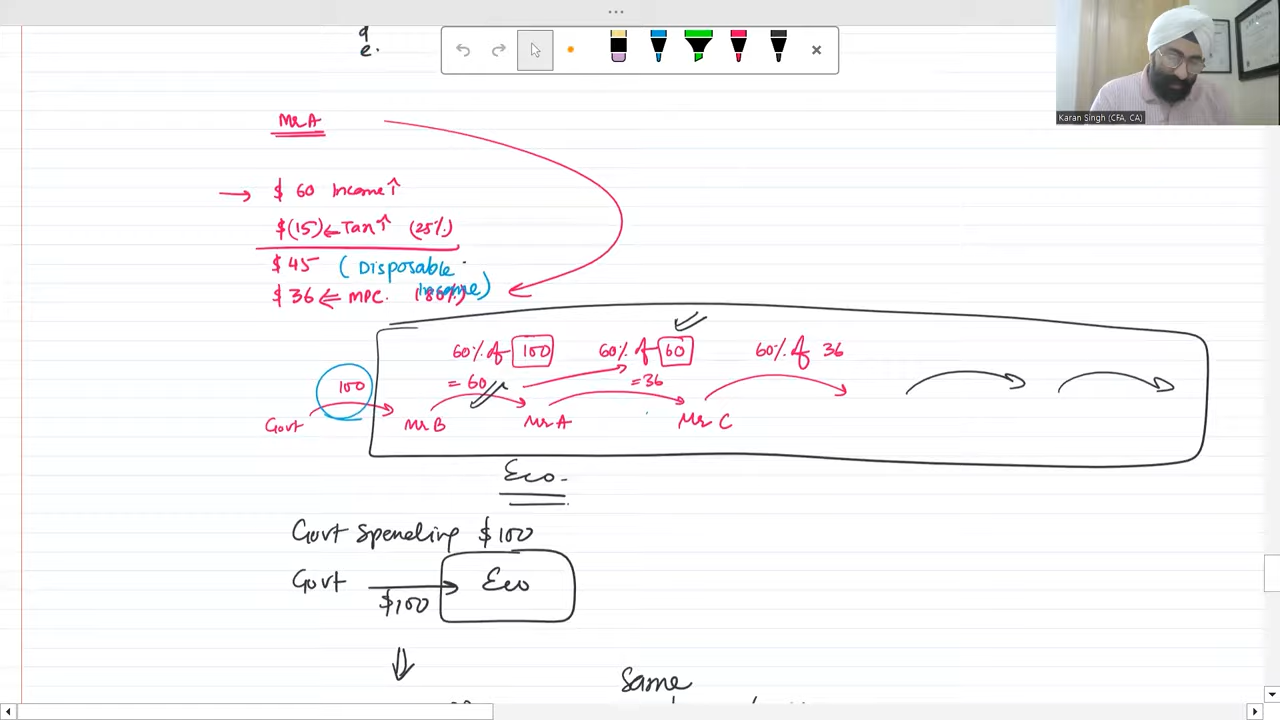 e.
Mr A
→ $ 60 Income↑
$(15) ← Tax↑ (25%)
$ 45 (Disposable Income)
$ 36 ⇐ MPC. (80%)
60% of 100 60% of 60 60% of 36
= 60 = 36
100
Govt Mr B Mr A Mr C
Eco.
Govt Spending $100
Govt $100 Eco
Same
Karan Singh (CFA, CA)